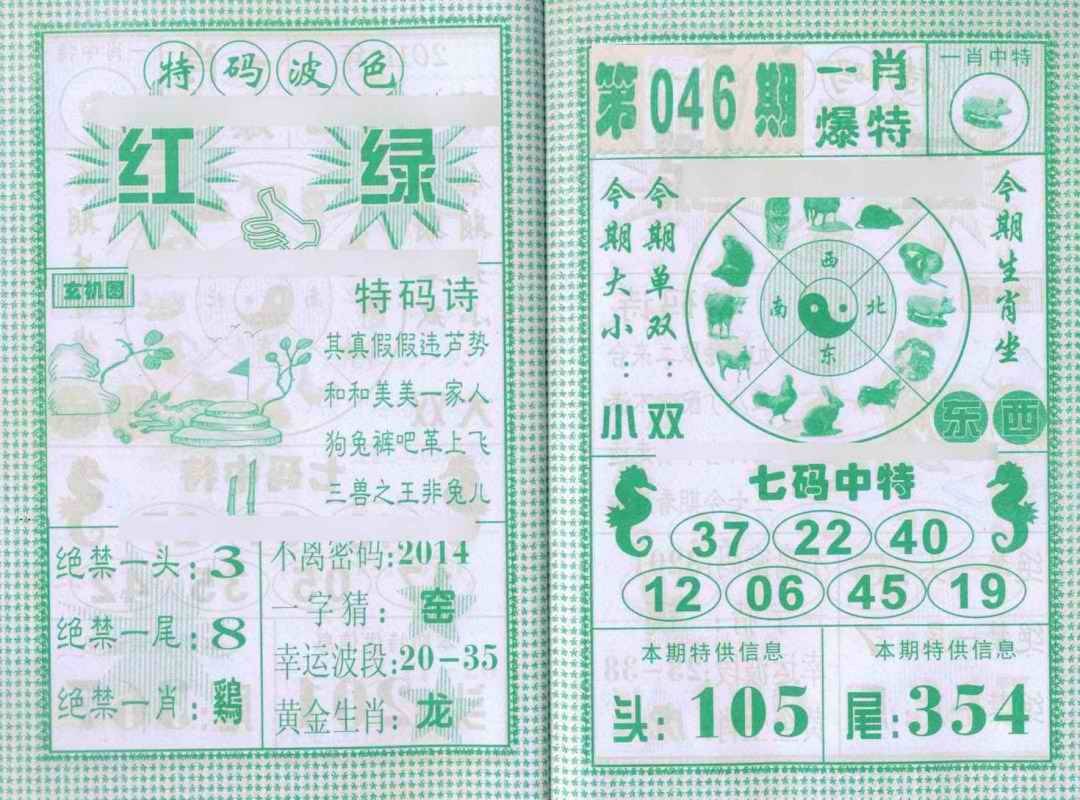 特码波色
红 绿
玄机图
特码诗
其真假假违芦势
和和美美一家人
狗兔裤吧革上飞
三兽之王非兔儿
绝禁一头:3
绝禁一尾:8
绝禁一肖:鷄
不离密码:2014
一字猜:窑
幸运波段:20-35
黄金生肖:龙
第046期
一肖
爆特
一肖中特
今期大小:小
今期单双:双
西
南 北
东
今期生肖坐
东西
七码中特
37 22 40
12 06 45 19
本期特供信息
头:105
本期特供信息
尾:354